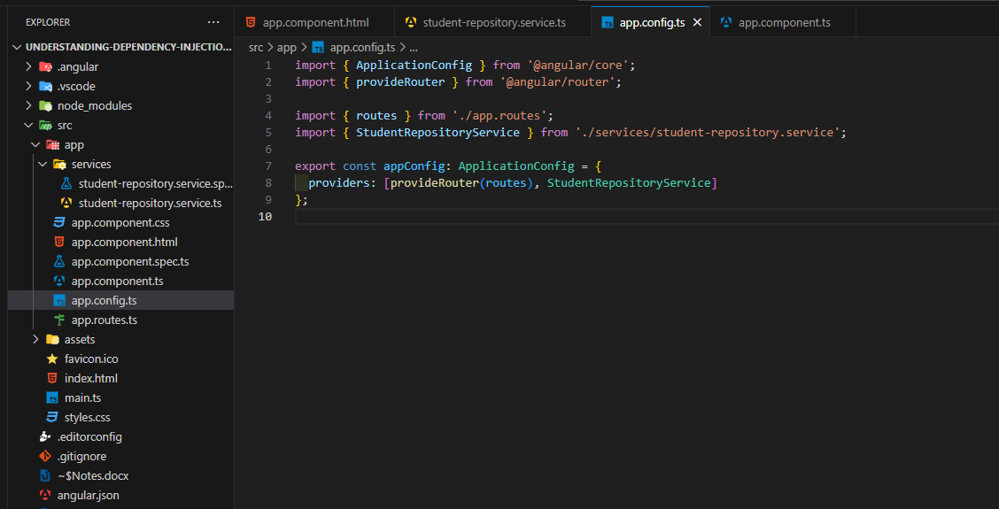 EXPLORER
UNDERSTANDING-DEPENDENCY-INJECTIO...
.angular
.vscode
node_modules
src
app
services
student-repository.service.sp...
student-repository.service.ts
app.component.css
app.component.html
app.component.spec.ts
app.component.ts
app.config.ts
app.routes.ts
assets
favicon.ico
index.html
main.ts
styles.css
.editorconfig
.gitignore
~$Notes.docx
angular.json
app.component.html
student-repository.service.ts
app.config.ts
app.component.ts
src > app > app.config.ts > ...
1 import { ApplicationConfig } from '@angular/core';
2 import { provideRouter } from '@angular/router';
3
4 import { routes } from './app.routes';
5 import { StudentRepositoryService } from './services/student-repository.service';
6
7 export const appConfig: ApplicationConfig = {
8   providers: [provideRouter(routes), StudentRepositoryService]
9 };
10